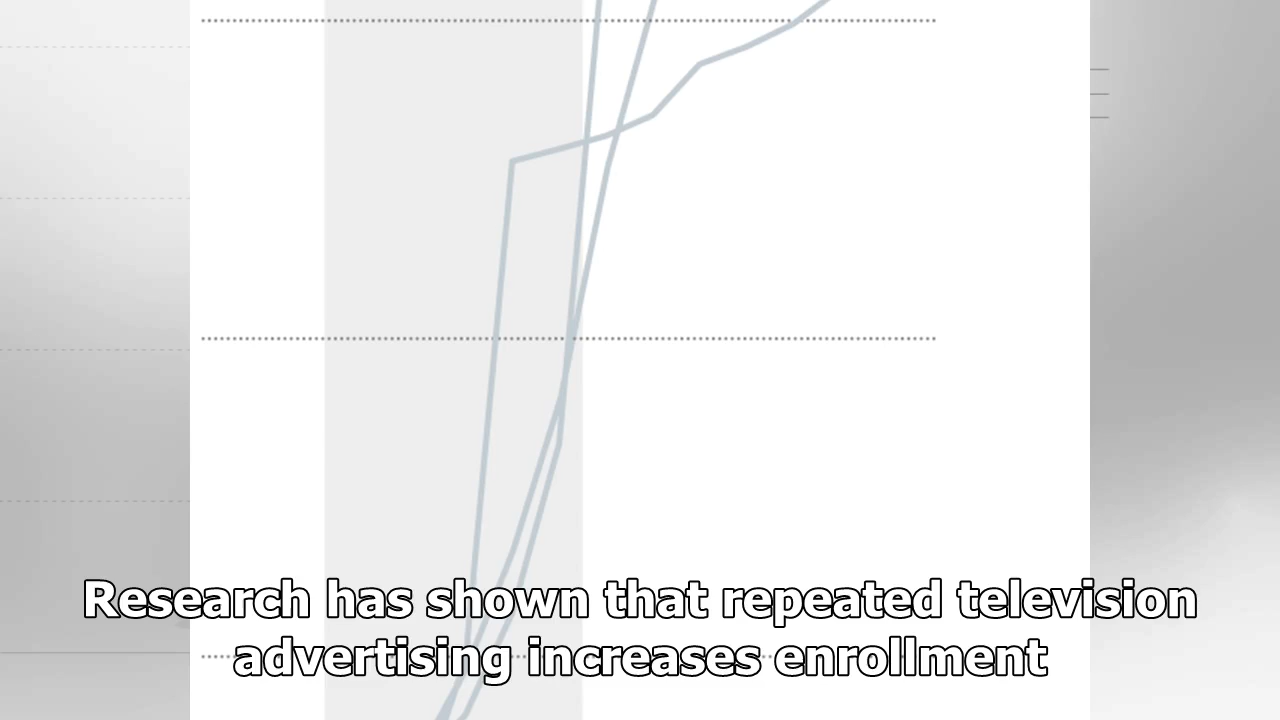 Research has shown that repeated television
advertising increases enrollment